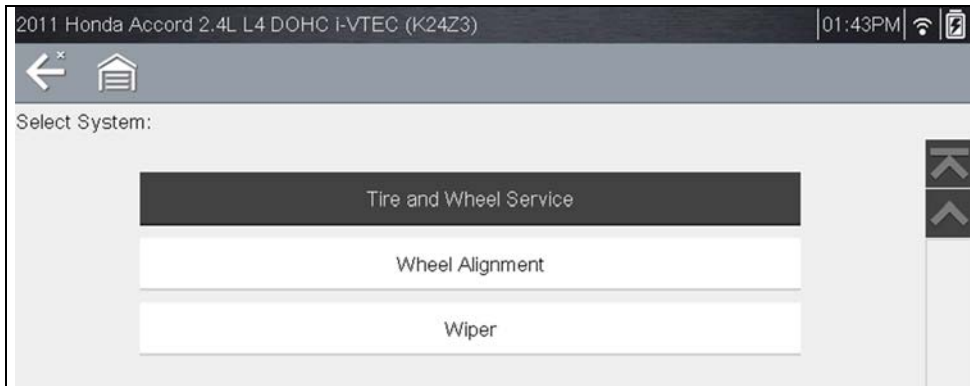 2011 Honda Accord 2.4L L4 DOHC i-VTEC (K24Z3) 01:43PM
Select System:
Tire and Wheel Service
Wheel Alignment
Wiper